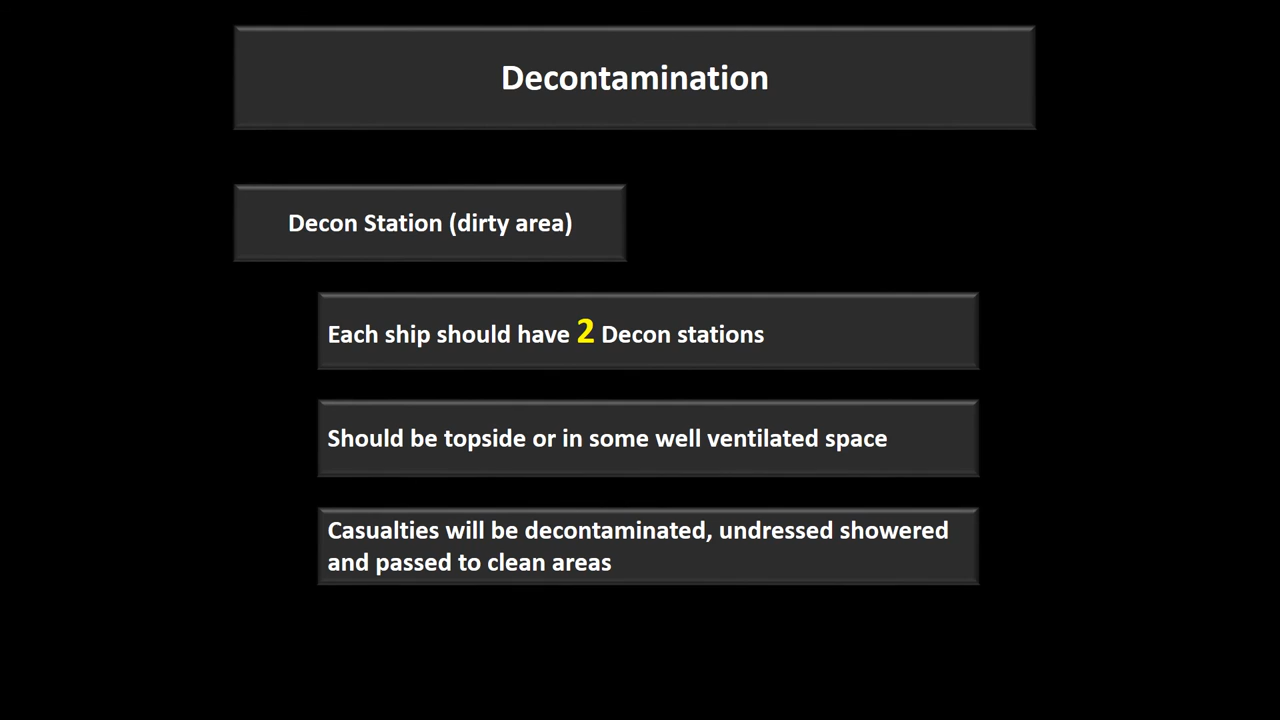 Decontamination
Decon Station (dirty area)
Each ship should have 2 Decon stations
Should be topside or in some well ventilated space
Casualties will be decontaminated, undressed showered
and passed to clean areas